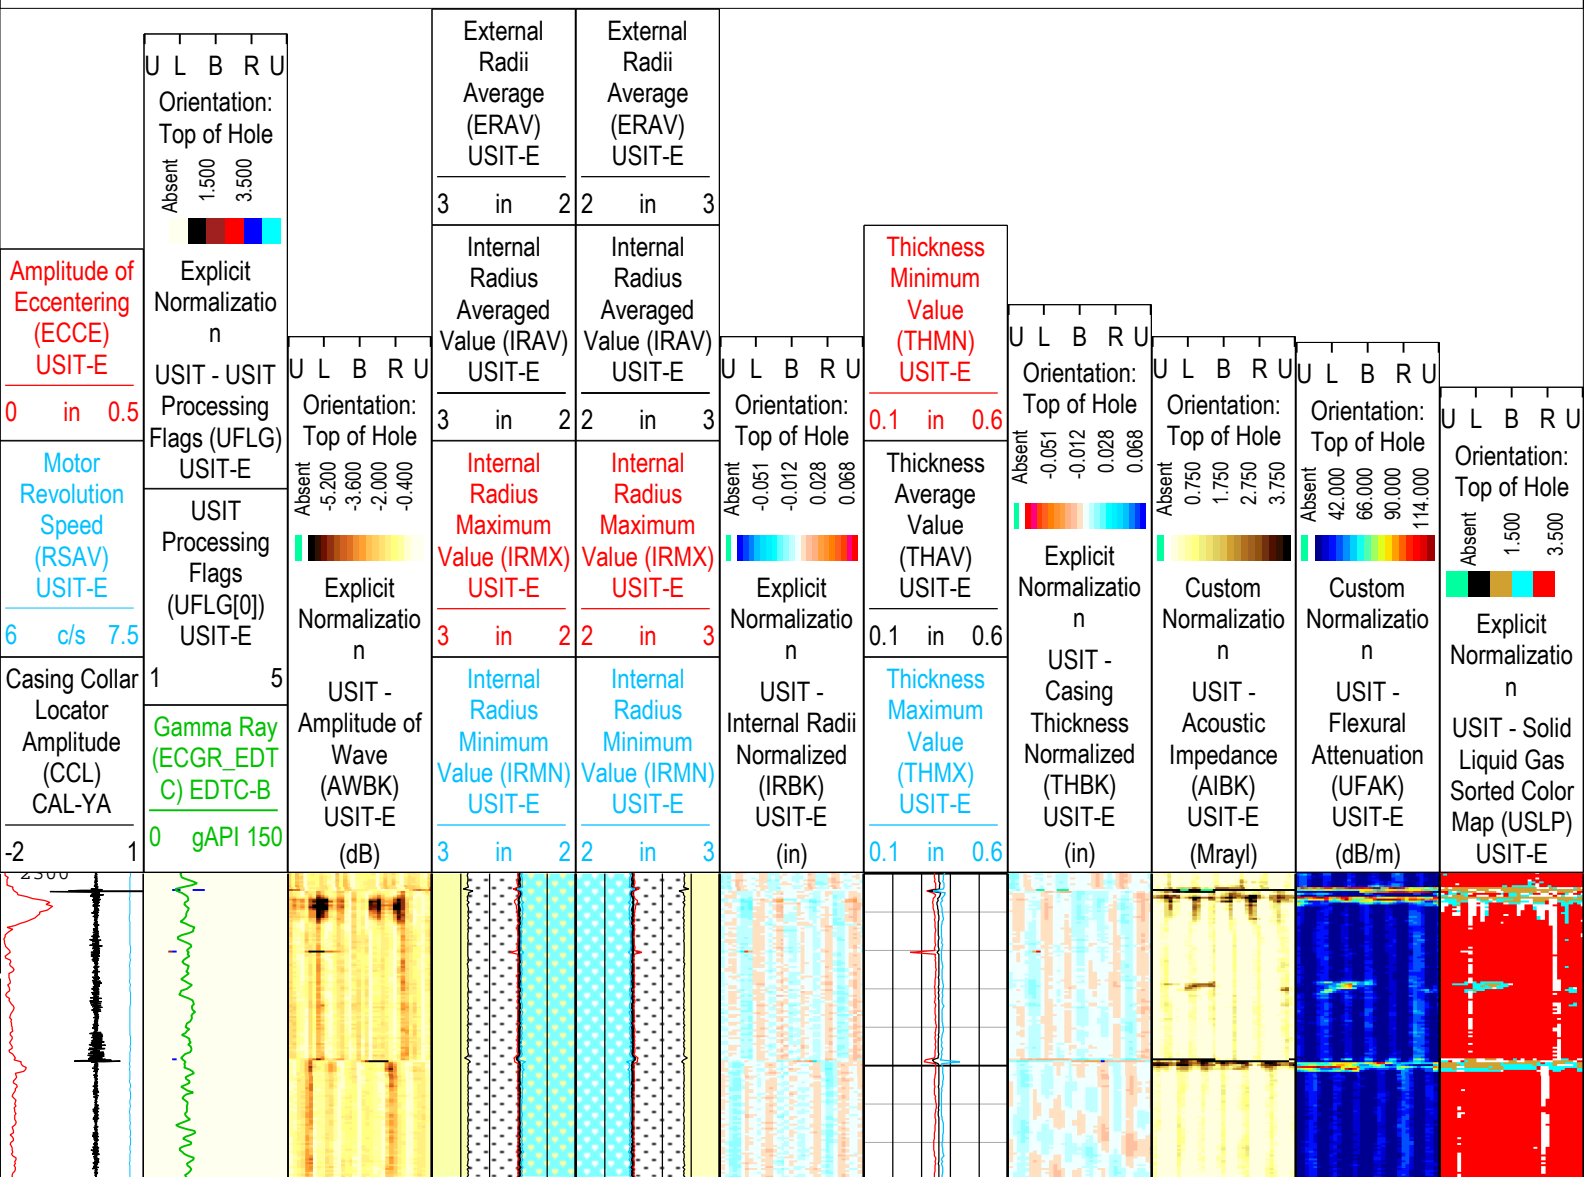 Amplitude of
Eccentering
(ECCE)
USIT-E
0 in 0.5
Motor
Revolution
Speed
(RSAV)
USIT-E
6 c/s 7.5
Casing Collar
Locator
Amplitude
(CCL)
CAL-YA
-2 1
U L B R U
Orientation:
Top of Hole
Absent
1.500
3.500
Explicit
Normalizatio
n
USIT - USIT
Processing
Flags (UFLG)
USIT-E
USIT
Processing
Flags
(UFLG[0])
USIT-E
1 5
Gamma Ray
(ECGR_EDT
C) EDTC-B
0 gAPI 150
U L B R U
Orientation:
Top of Hole
Absent
-5.200
-3.600
-2.000
-0.400
Explicit
Normalizatio
n
USIT -
Amplitude of
Wave
(AWBK)
USIT-E
(dB)
External
Radii
Average
(ERAV)
USIT-E
3 in 2
Internal
Radius
Averaged
Value (IRAV)
USIT-E
3 in 2
Internal
Radius
Maximum
Value (IRMX)
USIT-E
3 in 2
Internal
Radius
Minimum
Value (IRMN)
USIT-E
3 in 2
External
Radii
Average
(ERAV)
USIT-E
2 in 3
Internal
Radius
Averaged
Value (IRAV)
USIT-E
2 in 3
Internal
Radius
Maximum
Value (IRMX)
USIT-E
2 in 3
Internal
Radius
Minimum
Value (IRMN)
USIT-E
2 in 3
U L B R U
Orientation:
Top of Hole
Absent
-0.051
-0.012
0.028
0.068
Explicit
Normalizatio
n
USIT -
Internal Radii
Normalized
(IRBK)
USIT-E
(in)
Thickness
Minimum
Value
(THMN)
USIT-E
0.1 in 0.6
Thickness
Average
Value
(THAV)
USIT-E
0.1 in 0.6
Thickness
Maximum
Value
(THMX)
USIT-E
0.1 in 0.6
U L B R U
Orientation:
Top of Hole
Absent
-0.051
-0.012
0.028
0.068
Explicit
Normalizatio
n
USIT -
Casing
Thickness
Normalized
(THBK)
USIT-E
(in)
U L B R U
Orientation:
Top of Hole
Absent
0.750
1.750
2.750
3.750
Custom
Normalizatio
n
USIT -
Acoustic
Impedance
(AIBK)
USIT-E
(Mrayl)
U L B R U
Orientation:
Top of Hole
Absent
42.000
66.000
90.000
114.000
Custom
Normalizatio
n
USIT -
Flexural
Attenuation
(UFAK)
USIT-E
(dB/m)
U L B R U
Orientation:
Top of Hole
Absent
1.500
3.500
Explicit
Normalizatio
n
USIT - Solid
Liquid Gas
Sorted Color
Map (USLP)
USIT-E